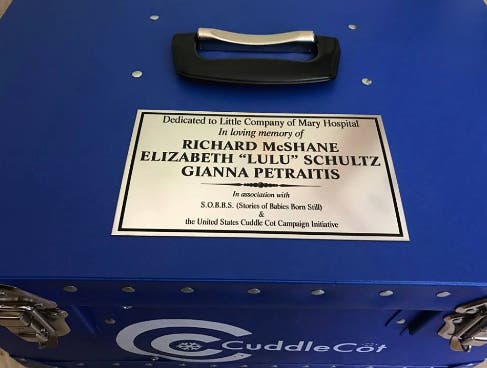 Dedicated to Little Company of Mary Hospital
In loving memory of
RICHARD McSHANE
ELIZABETH “LULU” SCHULTZ
GIANNA PETRAITIS
In association with
S.O.B.B.S. (Stories of Babies Born Still)
&
the United States Cuddle Cot Campaign Initiative
CuddleCot